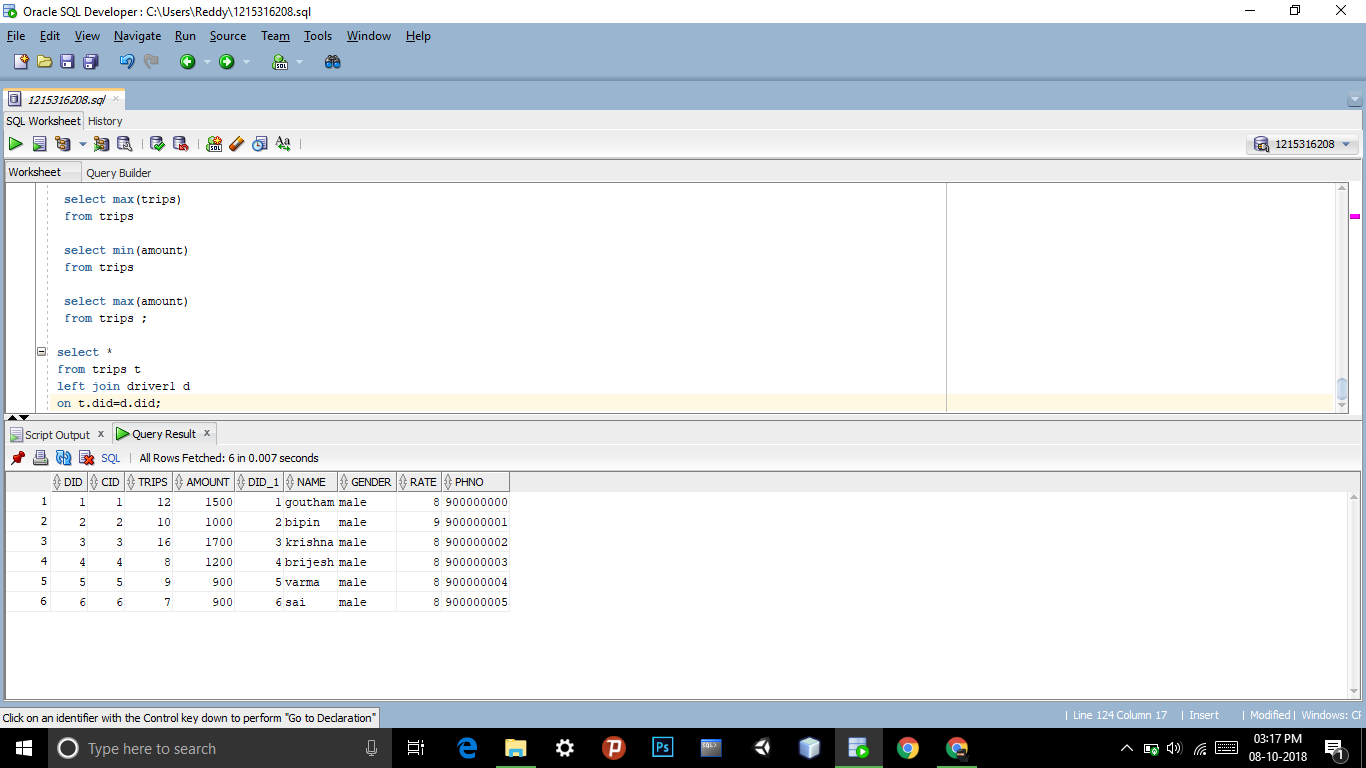 Oracle SQL Developer : C:\Users\Reddy\1215316208.sql
File Edit View Navigate Run Source Team Tools Window Help
SQL
1215316208.sql
SQL Worksheet History
Aa
1215316208
Worksheet Query Builder
select max(trips)
from trips
select min(amount)
from trips
select max(amount)
from trips ;
select *
from trips t
left join driver1 d
on t.did=d.did;
Script Output x Query Result x
SQL | All Rows Fetched: 6 in 0.007 seconds
DID CID TRIPS AMOUNT DID_1 NAME GENDER RATE PHNO
1 1 1 12 1500 1 goutham male 8 900000000
2 2 2 10 1000 2 bipin male 9 900000001
3 3 3 16 1700 3 krishna male 8 900000002
4 4 4 8 1200 4 brijesh male 8 900000003
5 5 5 9 900 5 varma male 8 900000004
6 6 6 7 900 6 sai male 8 900000005
Click on an identifier with the Control key down to perform "Go to Declaration"
| Line 124 Column 17 | Insert | Modified | Windows: CF
Type here to search
Ps
SQL>
03:17 PM
08-10-2018
1